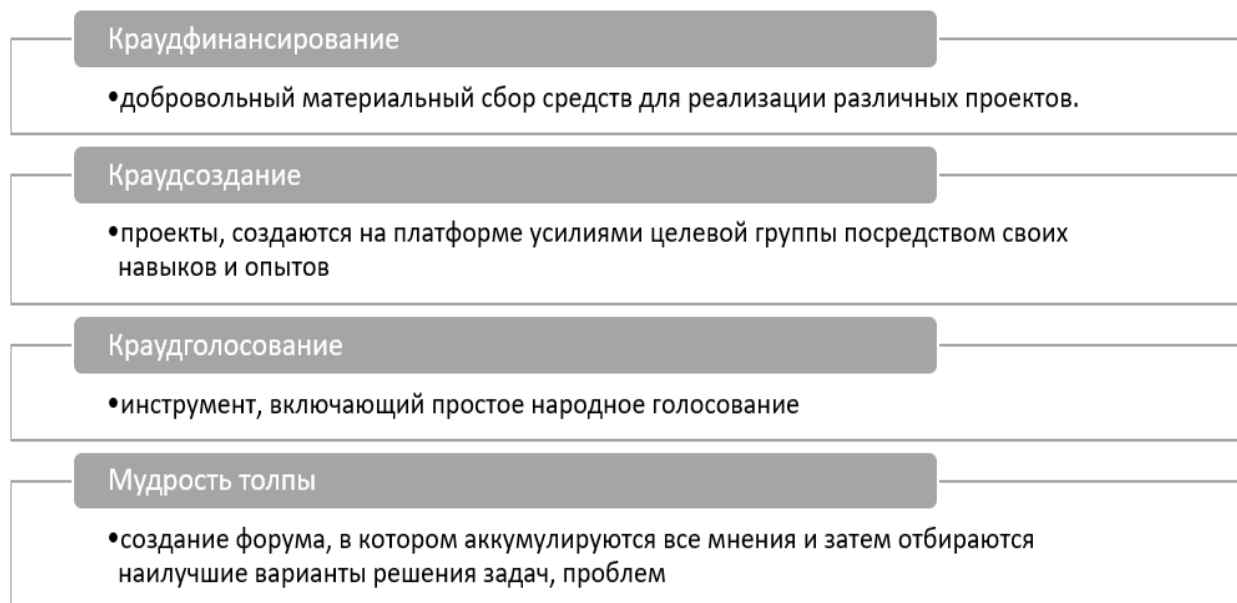 Краудфинансирование
•добровольный материальный сбор средств для реализации различных проектов.
Краудсоздание
•проекты, создаются на платформе усилиями целевой группы посредством своих
навыков и опытов
Краудголосование
•инструмент, включающий простое народное голосование
Мудрость толпы
•создание форума, в котором аккумулируются все мнения и затем отбираются
наилучшие варианты решения задач, проблем